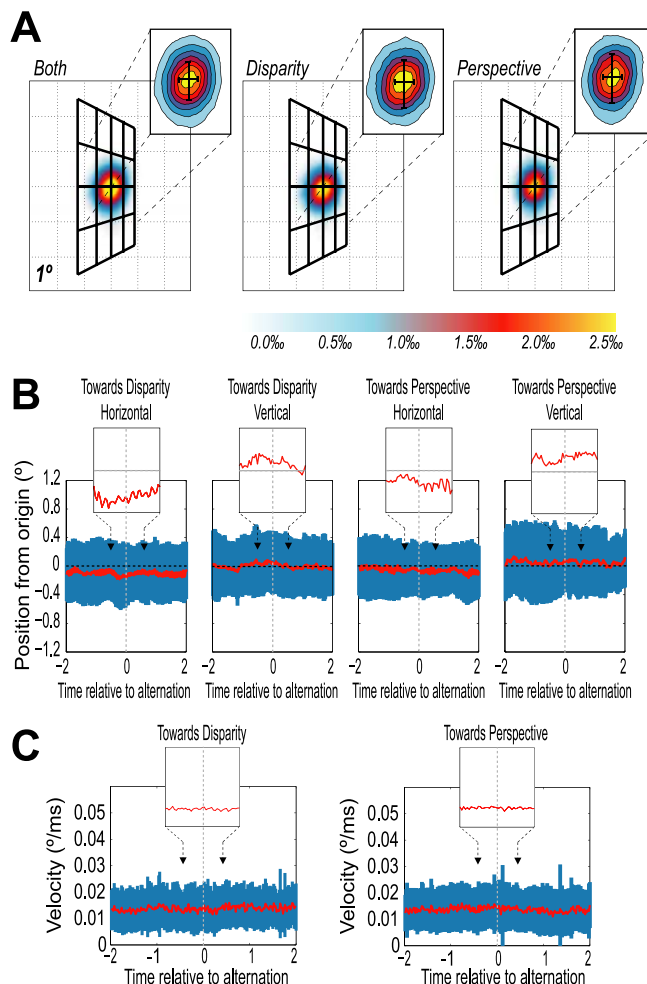 A
Both
Disparity
Perspective
1º
0.0‰ 0.5‰ 1.0‰ 1.5‰ 2.0‰ 2.5‰
B
Towards Disparity
Horizontal
Towards Disparity
Vertical
Towards Perspective
Horizontal
Towards Perspective
Vertical
Position from origin (º)
1.2
0.8
0.4
0
−0.4
−0.8
−1.2
−2 0 2
−2 0 2
−2 0 2
−2 0 2
Time relative to alternation
Time relative to alternation
Time relative to alternation
Time relative to alternation
C
Towards Disparity
Towards Perspective
Velocity (º/ms)
0.05
0.04
0.03
0.02
0.01
0
−2 −1 0 1 2
Time relative to alternation
Velocity (º/ms)
0.05
0.04
0.03
0.02
0.01
0
−2 −1 0 1 2
Time relative to alternation